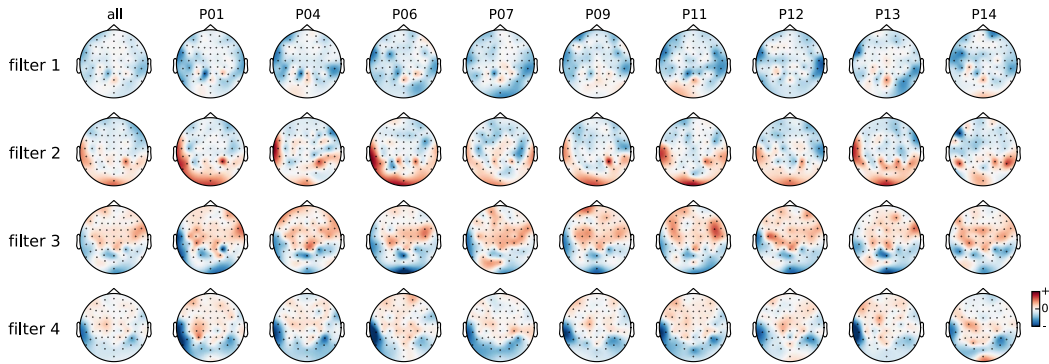 all P01 P04 P06 P07 P09 P11 P12 P13 P14
filter 1
filter 2
filter 3
+
0
-
filter 4